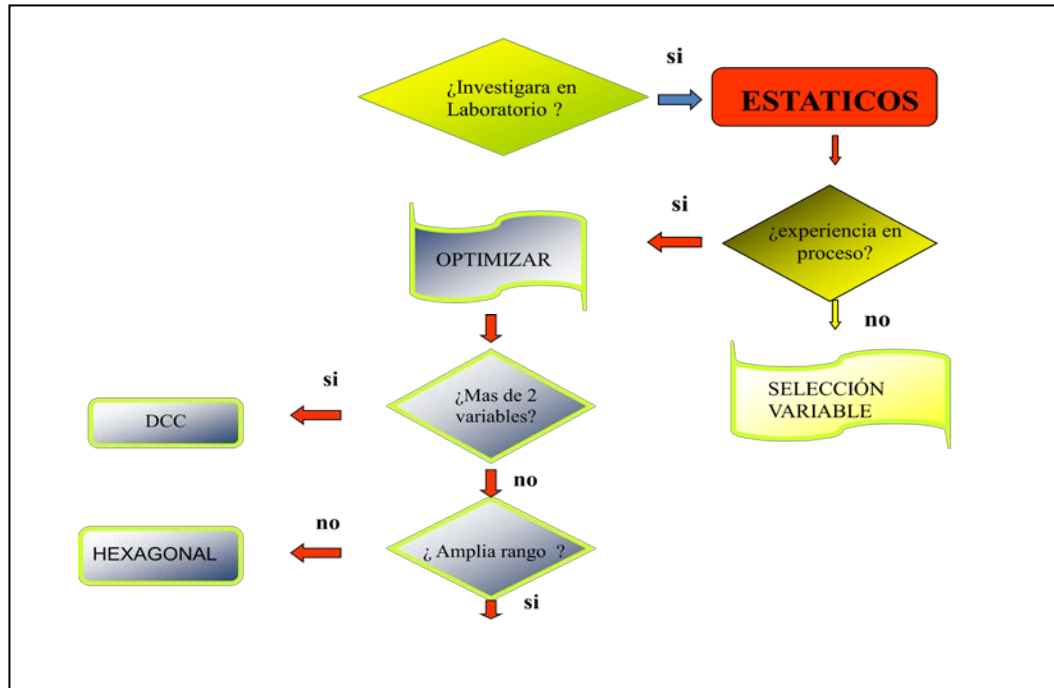 ¿Investigara en
Laboratorio ?
si
ESTATICOS
¿experiencia en
proceso?
si
OPTIMIZAR
no
SELECCIÓN
VARIABLE
¿Mas de 2
variables?
si
DCC
no
¿ Amplia rango ?
no
HEXAGONAL
si